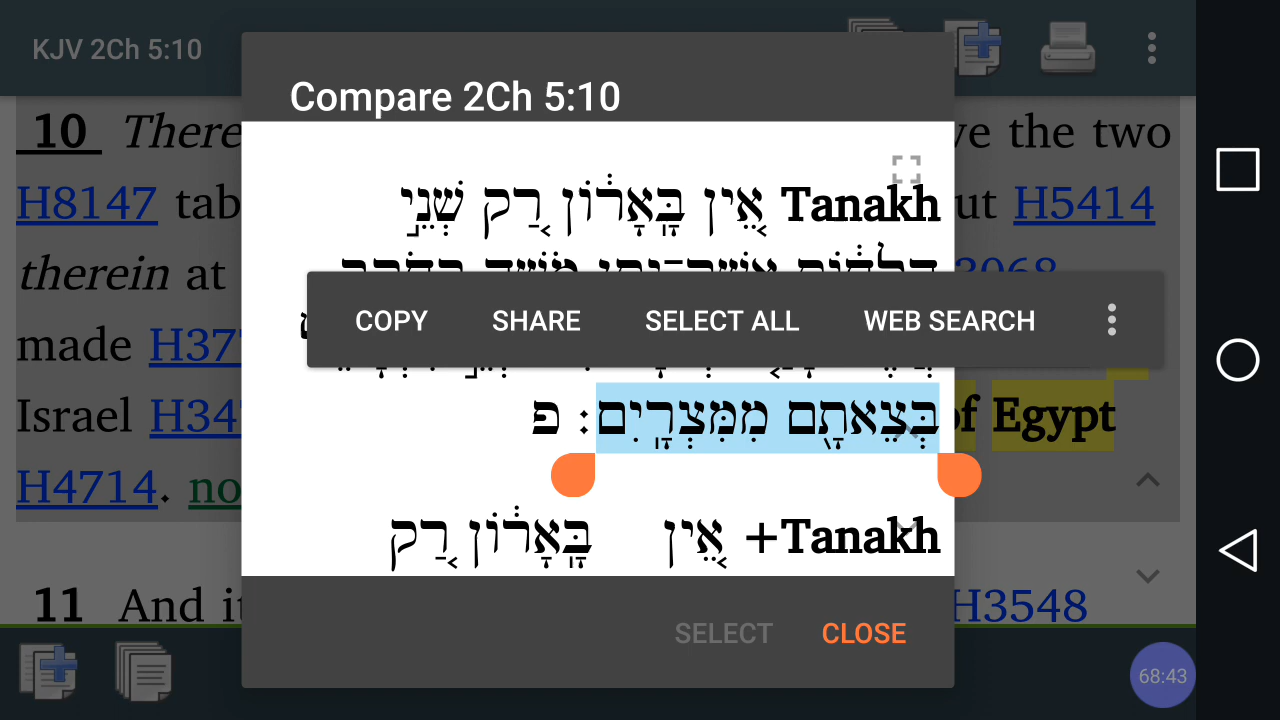 KJV 2Ch 5:10
Compare 2Ch 5:10
10 There ve the two
H8147 tab ut H5414
therein at 3068
made H37
Israel H34 of Egypt
H4714. no
11 And it H3548
Tanakh אֵ֚ין בָּֽאָר֔וֹן רַ֚ק שְׁנֵ֣י
COPY SHARE SELECT ALL WEB SEARCH
בְּצֵאתָ֖ם מִמִּצְרָֽיִם׃ פ
Tanakh+ אֵ֚ין בָּֽאָר֔וֹן רַ֚ק
SELECT CLOSE
68:43